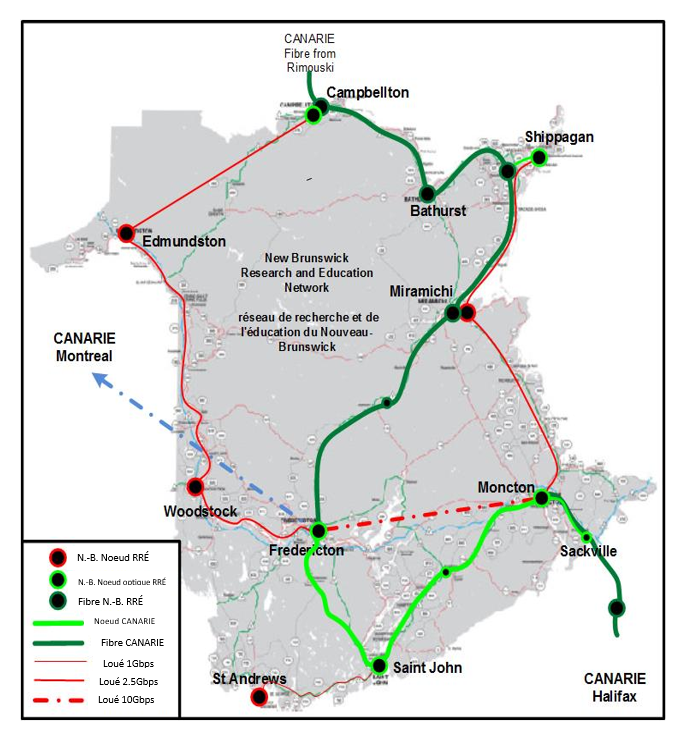 CANARIE
Fibre from
Rimouski
Campbellton
Shippagan
Bathurst
Edmundston
New Brunswick
Research and Education
Network
réseau de recherche et de
l'éducation du Nouveau-
Brunswick
Miramichi
CANARIE
Montreal
Moncton
Woodstock
Fredericton
Sackville
Saint John
St Andrews
CANARIE
Halifax
N.-B. Noeud RRÉ
N.-B. Noeud ootique RRÉ
Fibre N.-B. RRÉ
Noeud CANARIE
Fibre CANARIE
Loué 1Gbps
Loué 2.5Gbps
Loué 10Gbps